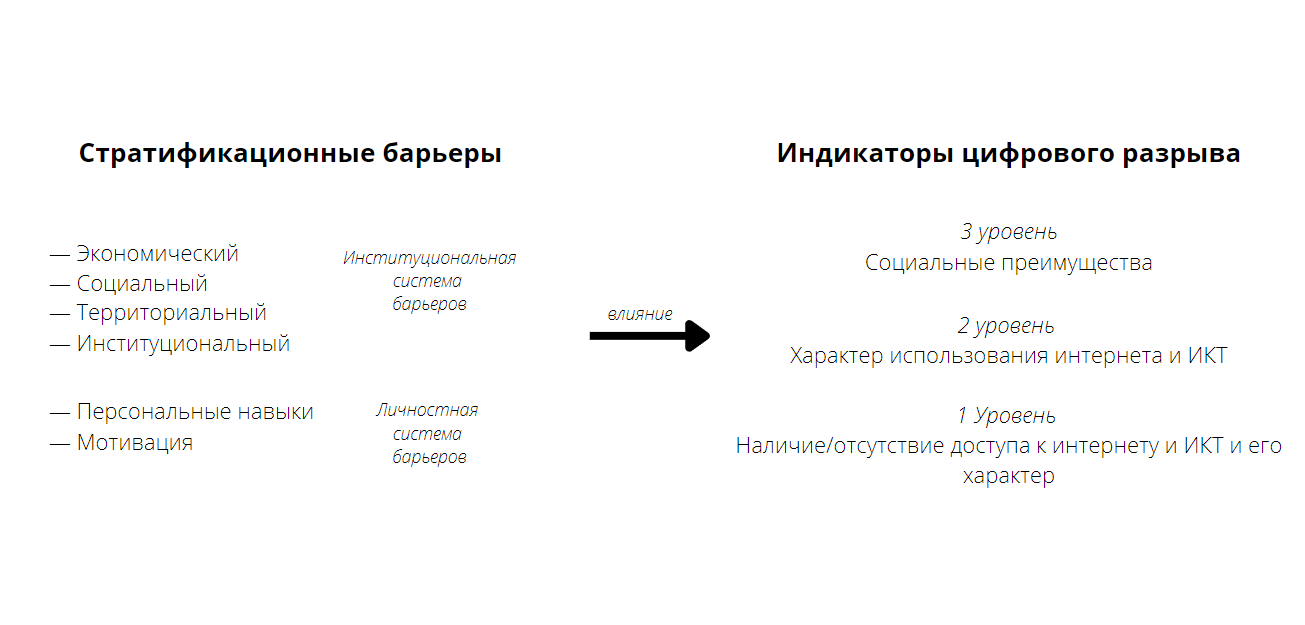 Стратификационные барьеры
— Экономический
— Социальный
— Территориальный
— Институциональный
Институциональная
система
барьеров
— Персональные навыки
— Мотивация
Личностная
система
барьеров
влияние
Индикаторы цифрового разрыва
3 уровень
Социальные преимущества
2 уровень
Характер использования интернета и ИКТ
1 Уровень
Наличие/отсутствие доступа к интернету и ИКТ и его
характер